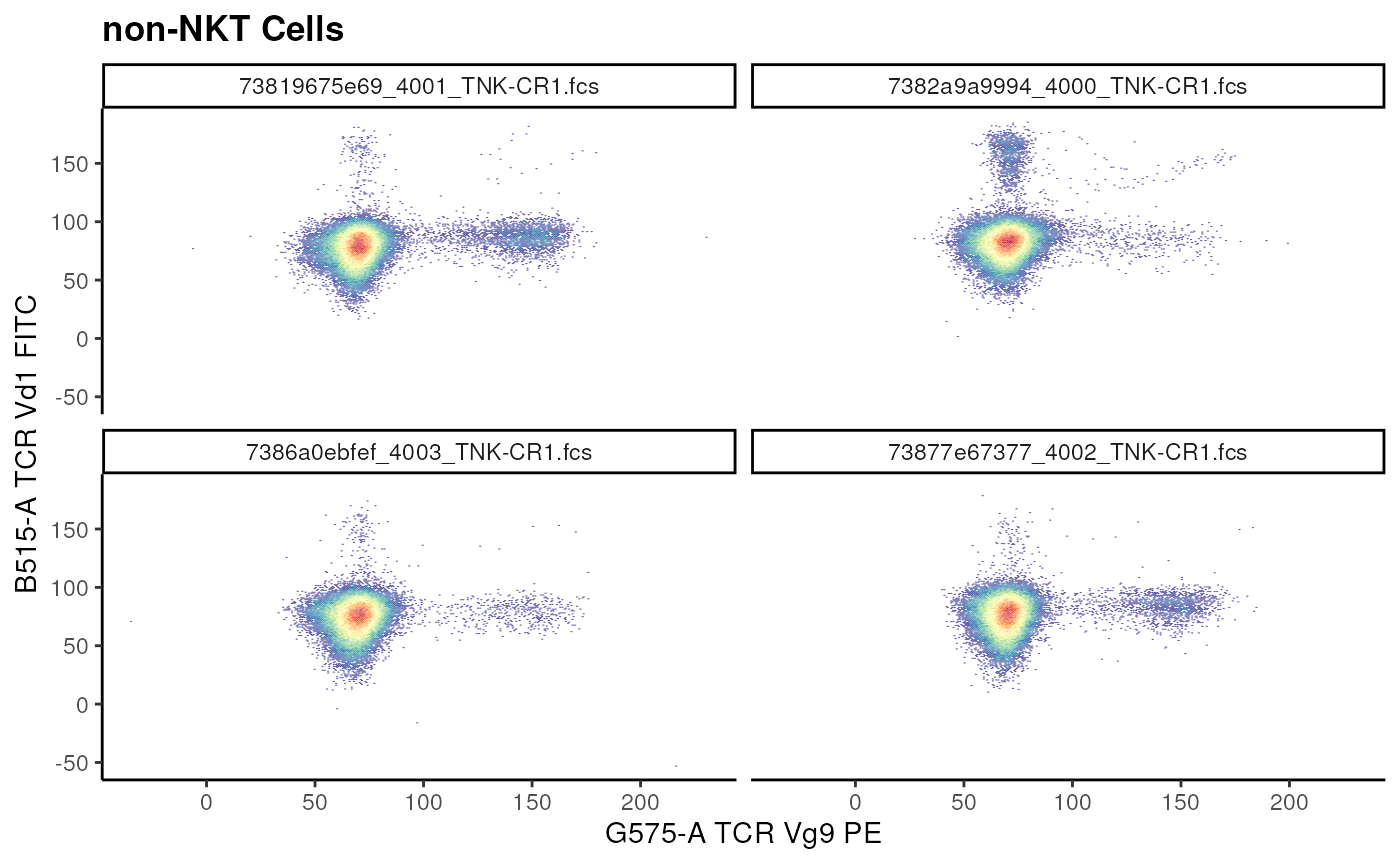 non-NKT Cells
73819675e69_4001_TNK-CR1.fcs
7382a9a9994_4000_TNK-CR1.fcs
150
100
50
0
-50
7386a0ebfef_4003_TNK-CR1.fcs
73877e67377_4002_TNK-CR1.fcs
150
100
50
0
-50
B515-A TCR Vd1 FITC
0 50 100 150 200
0 50 100 150 200
G575-A TCR Vg9 PE